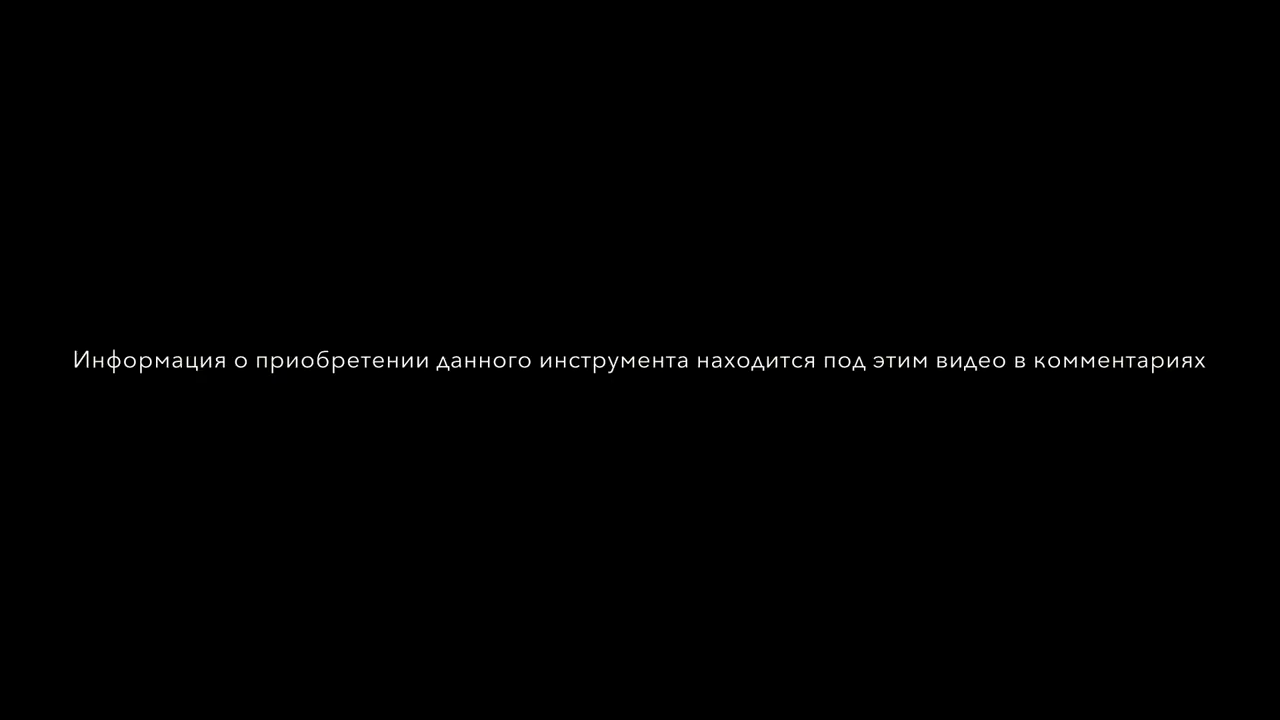 Информация о приобретении данного инструмента находится под этим видео в комментариях